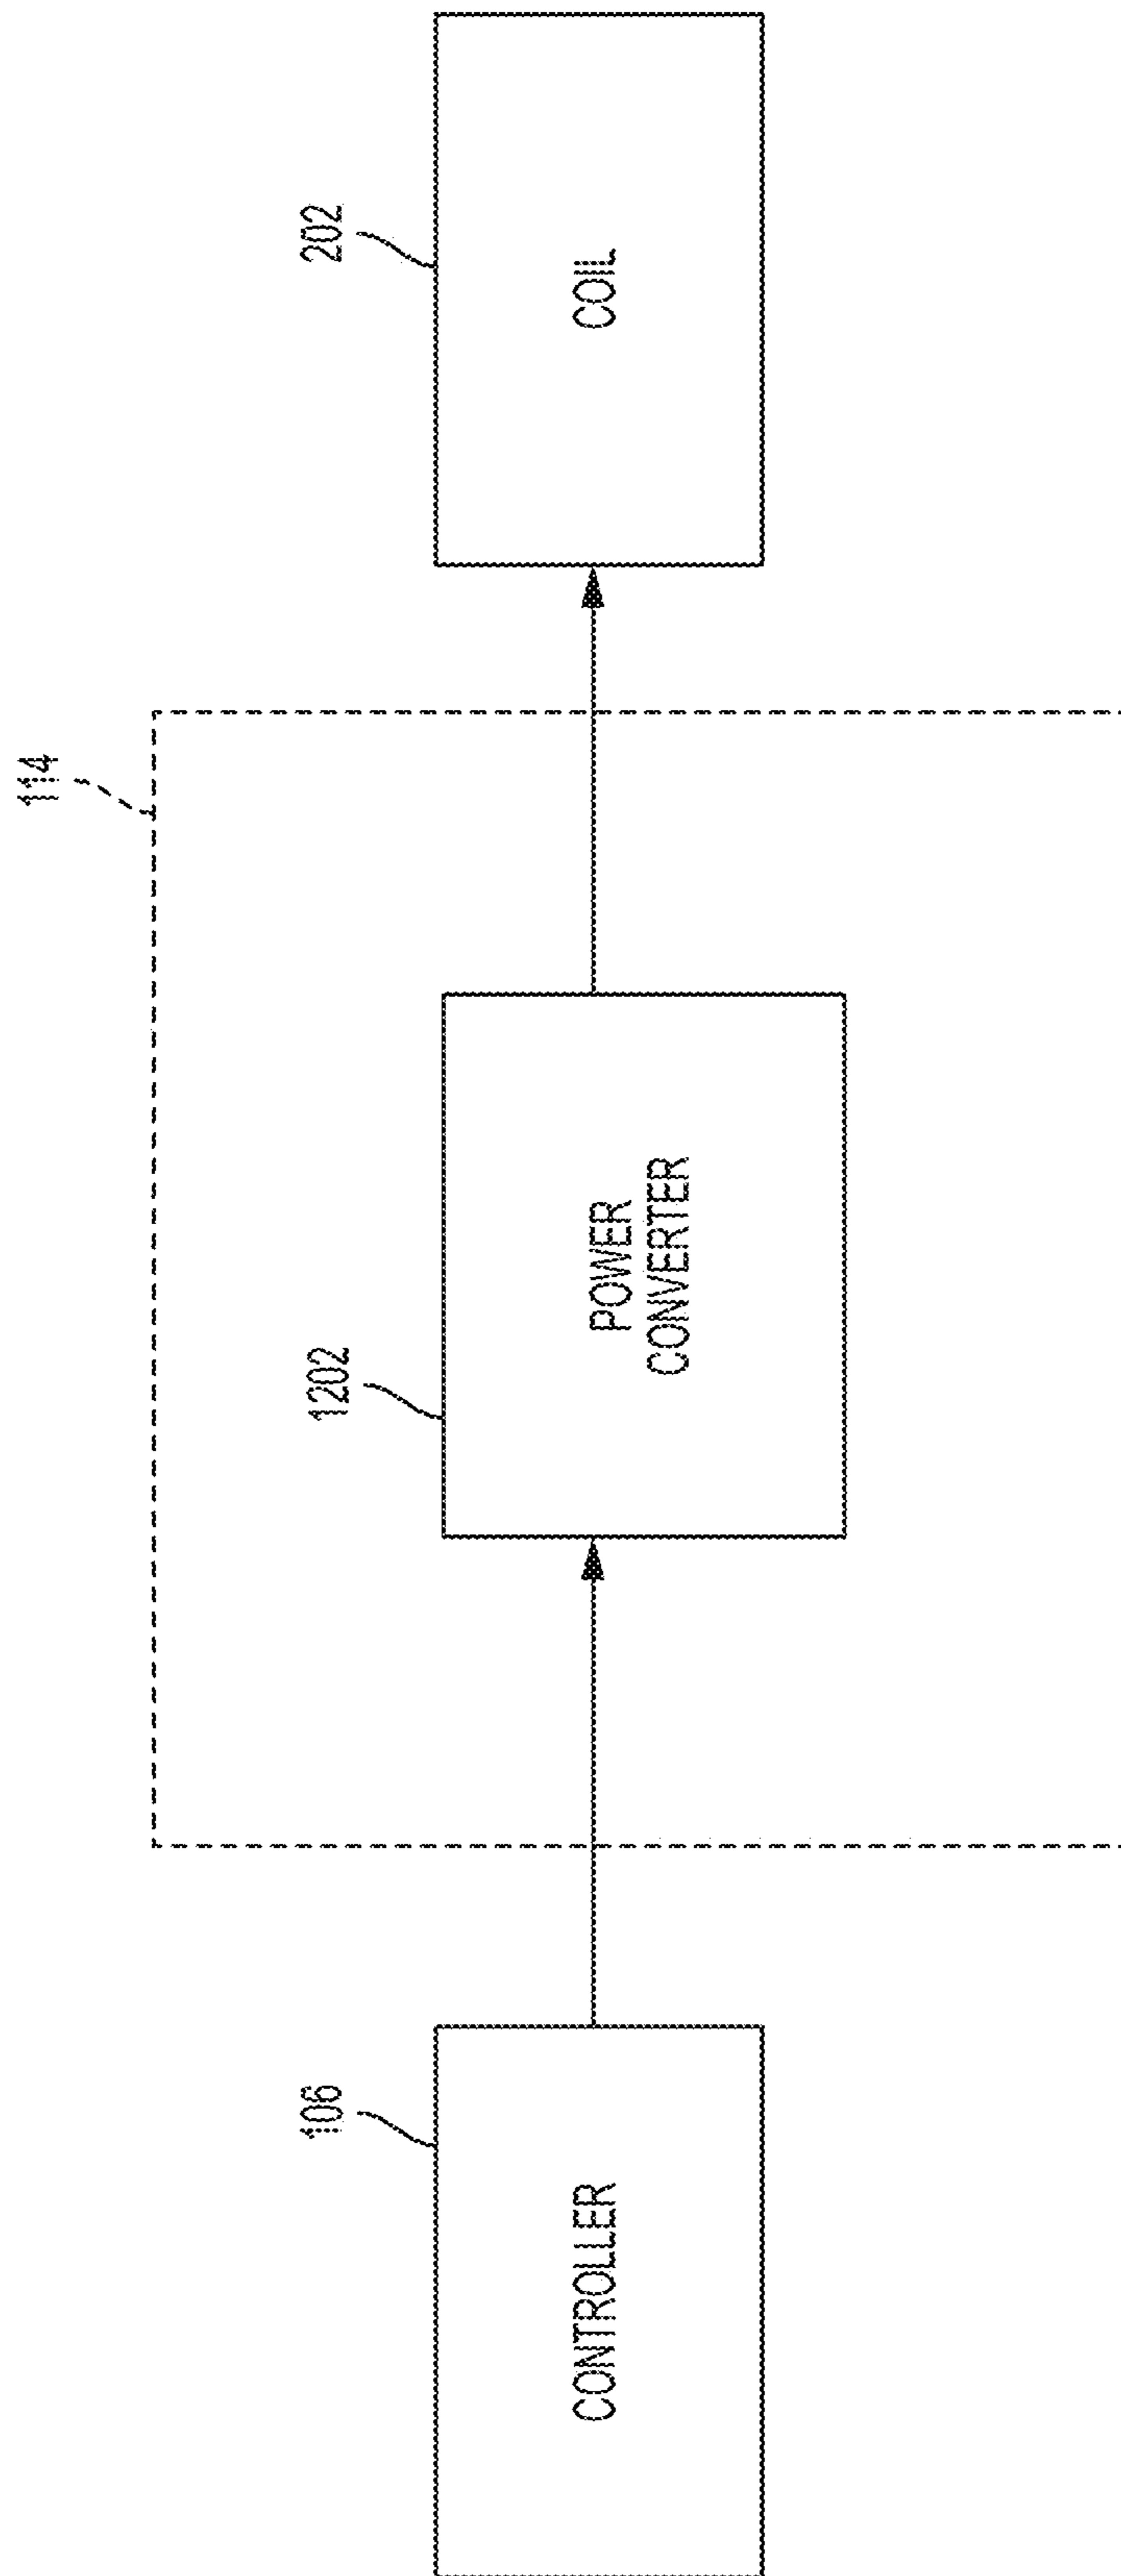 114
106
CONTROLLER
1202
POWER
CONVERTER
202
COIL